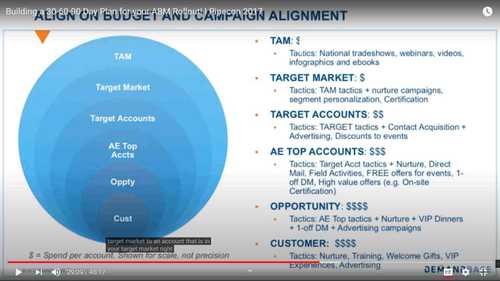 Building a 30-60-90 Day Plan for your ABM Rollout! | Flipacon 2017
ALIGN ON BUDGET AND CAMPAIGN ALIGNMENT
TAM
Target Market
Target Accounts
AE Top
Accts
Oppty
Cust
TAM: $
Tactics: National tradeshows, webinars, videos,
infographics and ebooks
TARGET MARKET: $
Tactics: TAM tactics + nurture campaigns,
segment personalization, Certification
TARGET ACCOUNTS: $$
Tactics: TARGET tactics + Contact Acquisition +
Advertising, Discounts to events
AE TOP ACCOUNTS: $$$
Tactics: Target Acct tactics + Nurture, Direct
Mail, Field Activities, FREE offers for events, 1-
off DM, High value offers (e.g. On-site
Certification)
OPPORTUNITY: $$$$
Tactics: AE Top tactics + Nurture + VIP Dinners
+ 1-off DM + Advertising campaigns
CUSTOMER: $$$$
Tactics: Nurture, Training, Welcome Gifts, VIP
Experiences, Advertising
target market to an account that is in
your target market right
$ = Spend per account. Shown for scale, not precision
29:09 / 40:17